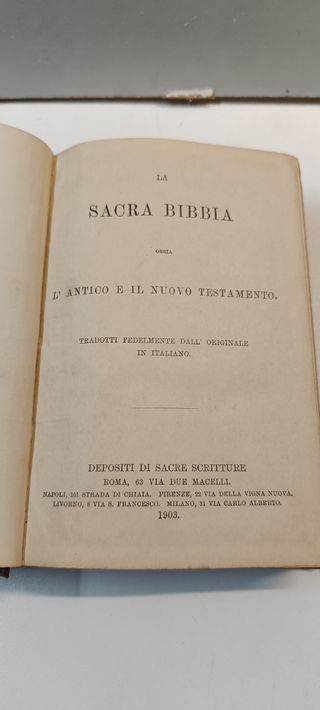 LA
SACRA BIBBIA
OSSIA
L' ANTICO E IL NUOVO TESTAMENTO.
TRADOTTI FEDELMENTE DALL' ORIGINALE
IN ITALIANO.
DEPOSITI DI SACRE SCRITTURE
ROMA, 63 VIA DUE MACELLI.
NAPOLI, 101 STRADA DI CHIAIA. FIRENZE, 22 VIA DELLA VIGNA NUOVA.
LIVORNO, 8 VIA S. FRANCESCO. MILANO, 31 VIA CARLO ALBERTO.
1903.